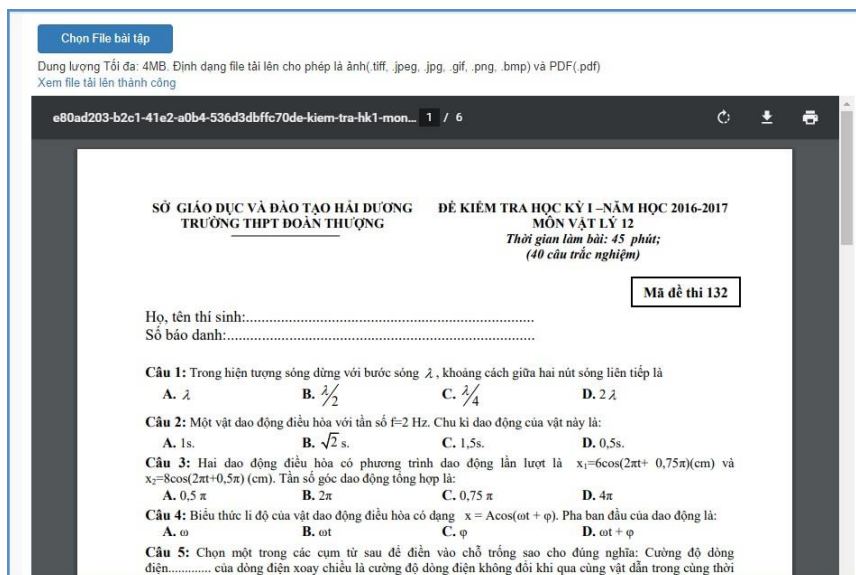 Chọn File bài tập
Dung lượng Tối đa: 4MB. Định dạng file tải lên cho phép là ảnh(.tiff, .jpeg, .jpg, .gif, .png, .bmp) và PDF(.pdf)
Xem file tải lên thành công
e80ad203-b2c1-41e2-a0b4-536d3dbffc70de-kiem-tra-hk1-mon... 1 / 6
SỞ GIÁO DỤC VÀ ĐÀO TẠO HẢI DƯƠNG
TRƯỜNG THPT ĐOÀN THƯỢNG
ĐỀ KIỂM TRA HỌC KỲ I –NĂM HỌC 2016-2017
MÔN VẬT LÝ 12
Thời gian làm bài: 45 phút;
(40 câu trắc nghiệm)
Mã đề thi 132
Họ, tên thí sinh:..........................................................................
Số báo danh:...............................................................................
Câu 1: Trong hiện tượng sóng dừng với bước sóng λ , khoảng cách giữa hai nút sóng liên tiếp là
A. λ B. λ/2 C. λ/4 D. 2 λ
Câu 2: Một vật dao động điều hòa với tần số f=2 Hz. Chu kì dao động của vật này là:
A. 1s. B. √2 s. C. 1,5s. D. 0,5s.
Câu 3: Hai dao động điều hòa có phương trình dao động lần lượt là x₁=6cos(2πt+ 0,75π)(cm) và
x₂=8cos(2πt+0,5π) (cm). Tần số góc dao động tổng hợp là:
A. 0,5 π B. 2π C. 0,75 π D. 4π
Câu 4: Biểu thức li độ của vật dao động điều hòa có dạng x = Acos(ωt + φ). Pha ban đầu của dao động là:
A. ω B. ωt C. φ D. ωt + φ
Câu 5: Chọn một trong các cụm từ sau để điền vào chỗ trống sao cho đúng nghĩa: Cường độ dòng
điện............. của dòng điện xoay chiều là cường độ dòng điện không đổi khi qua cùng vật dẫn trong cùng thời